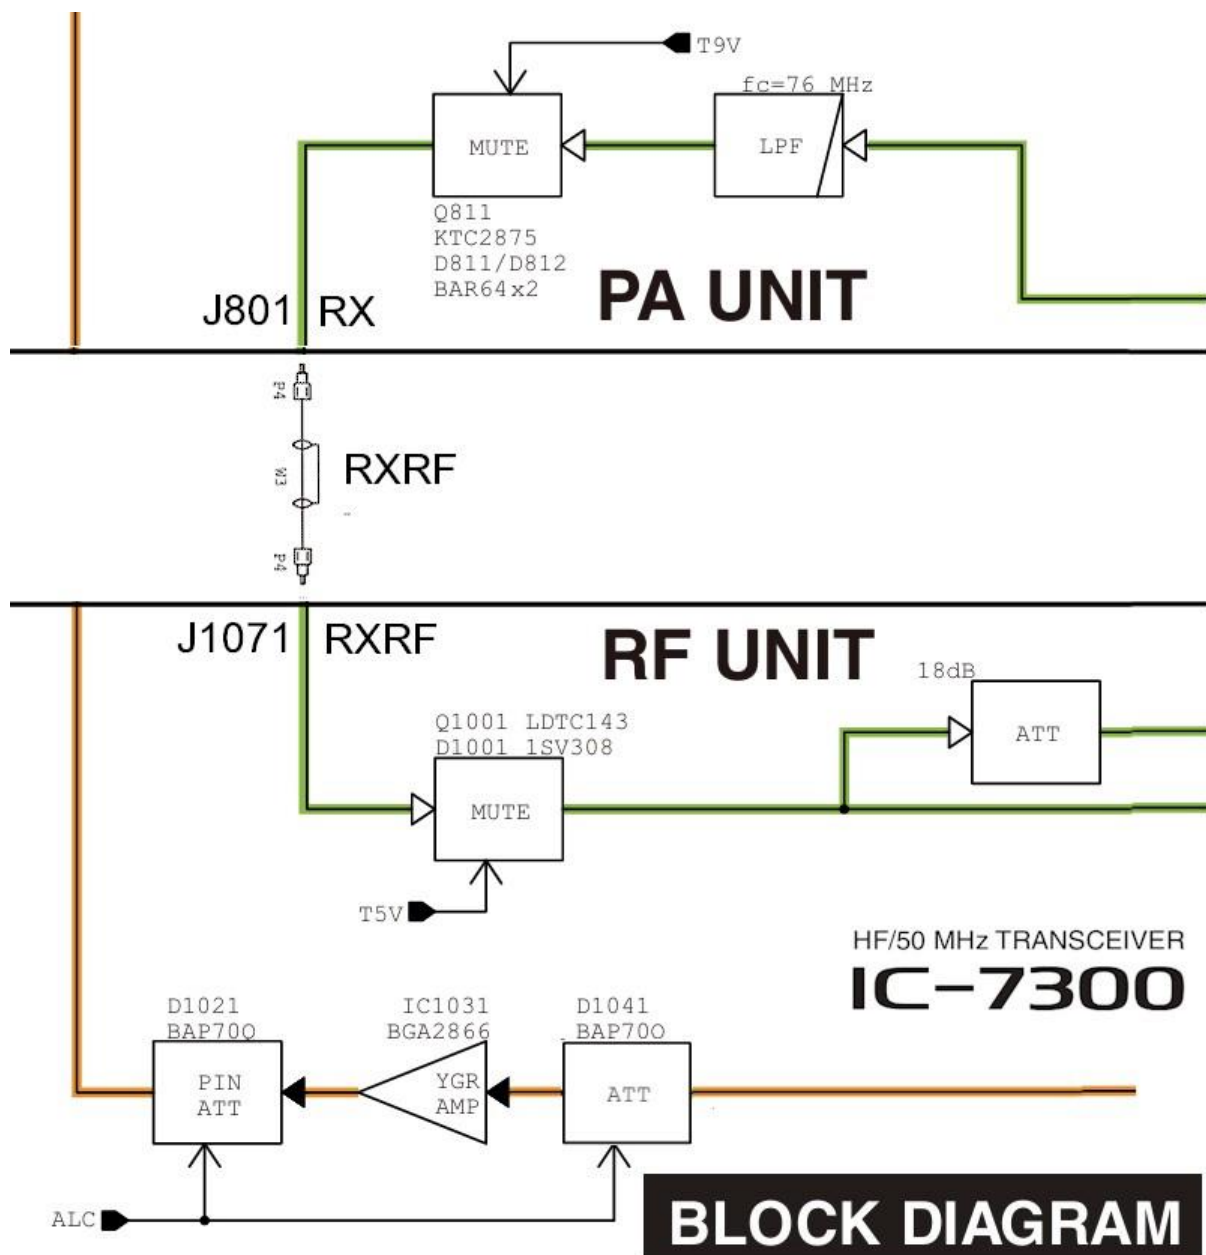 T9V
fc=76 MHz
MUTE
LPF
Q811
KTC2875
D811/D812
BAR64x2
PA UNIT
J801 RX
P4
W3
RXRF
P4
J1071 RXRF
RF UNIT
18dB
ATT
Q1001 LDTC143
D1001 1SV308
MUTE
T5V
HF/50 MHz TRANSCEIVER
IC-7300
D1021
BAP70Q
IC1031
BGA2866
D1041
BAP70Q
PIN
ATT
YGR
AMP
ATT
ALC
BLOCK DIAGRAM